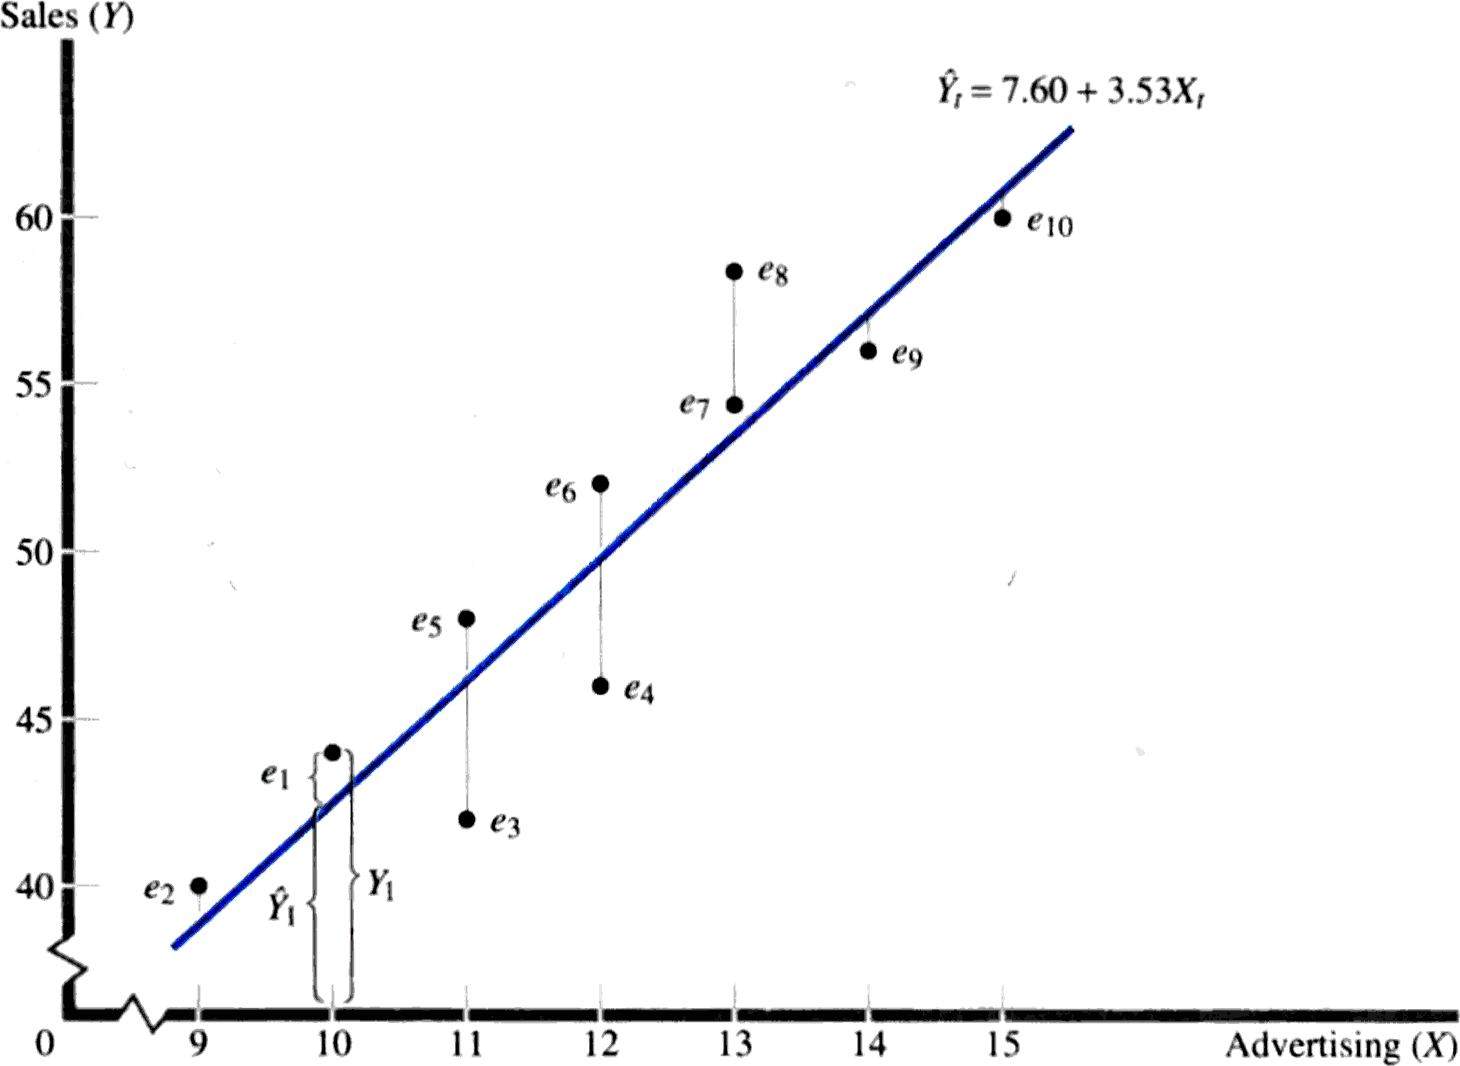 Sales (Y)
Ŷₜ = 7.60 + 3.53Xₜ
60
e₁₀
e₈
e₉
55
e₇
e₆
50
e₅
e₄
45
e₁
e₃
40
e₂
Ŷ₁
Y₁
0
9
10
11
12
13
14
15
Advertising (X)